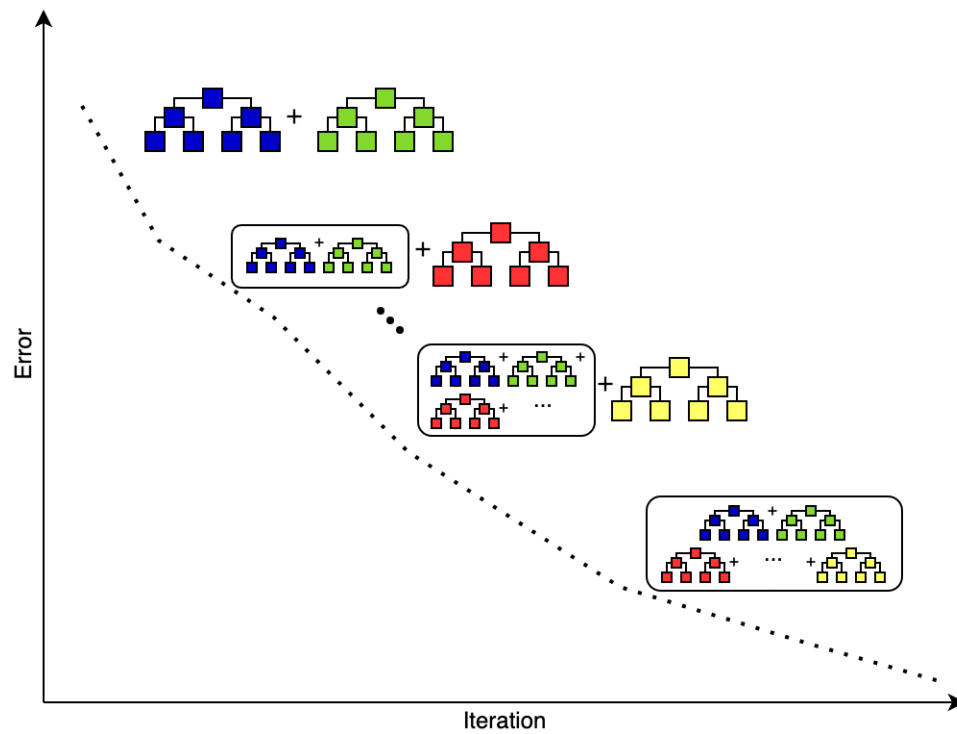 +
+
+
+ +
+
+ ...
+
+ ... +
Error
Iteration